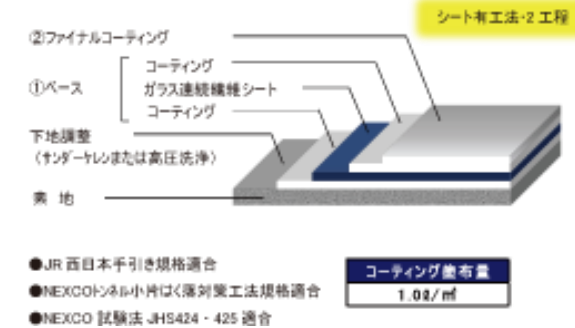 シート有工法・2工程
②ファイナルコーティング
①ベース
コーティング
ガラス連続繊維シート
コーティング
下地調整
(サンダーケレンまたは高圧洗浄)
素 地
●JR西日本手引き規格適合
●NEXCOトンネル小片はく落対策工法規格適合
●NEXCO 試験法 JHS424・425 適合
コーティング塗布量
1.0ℓ/㎡